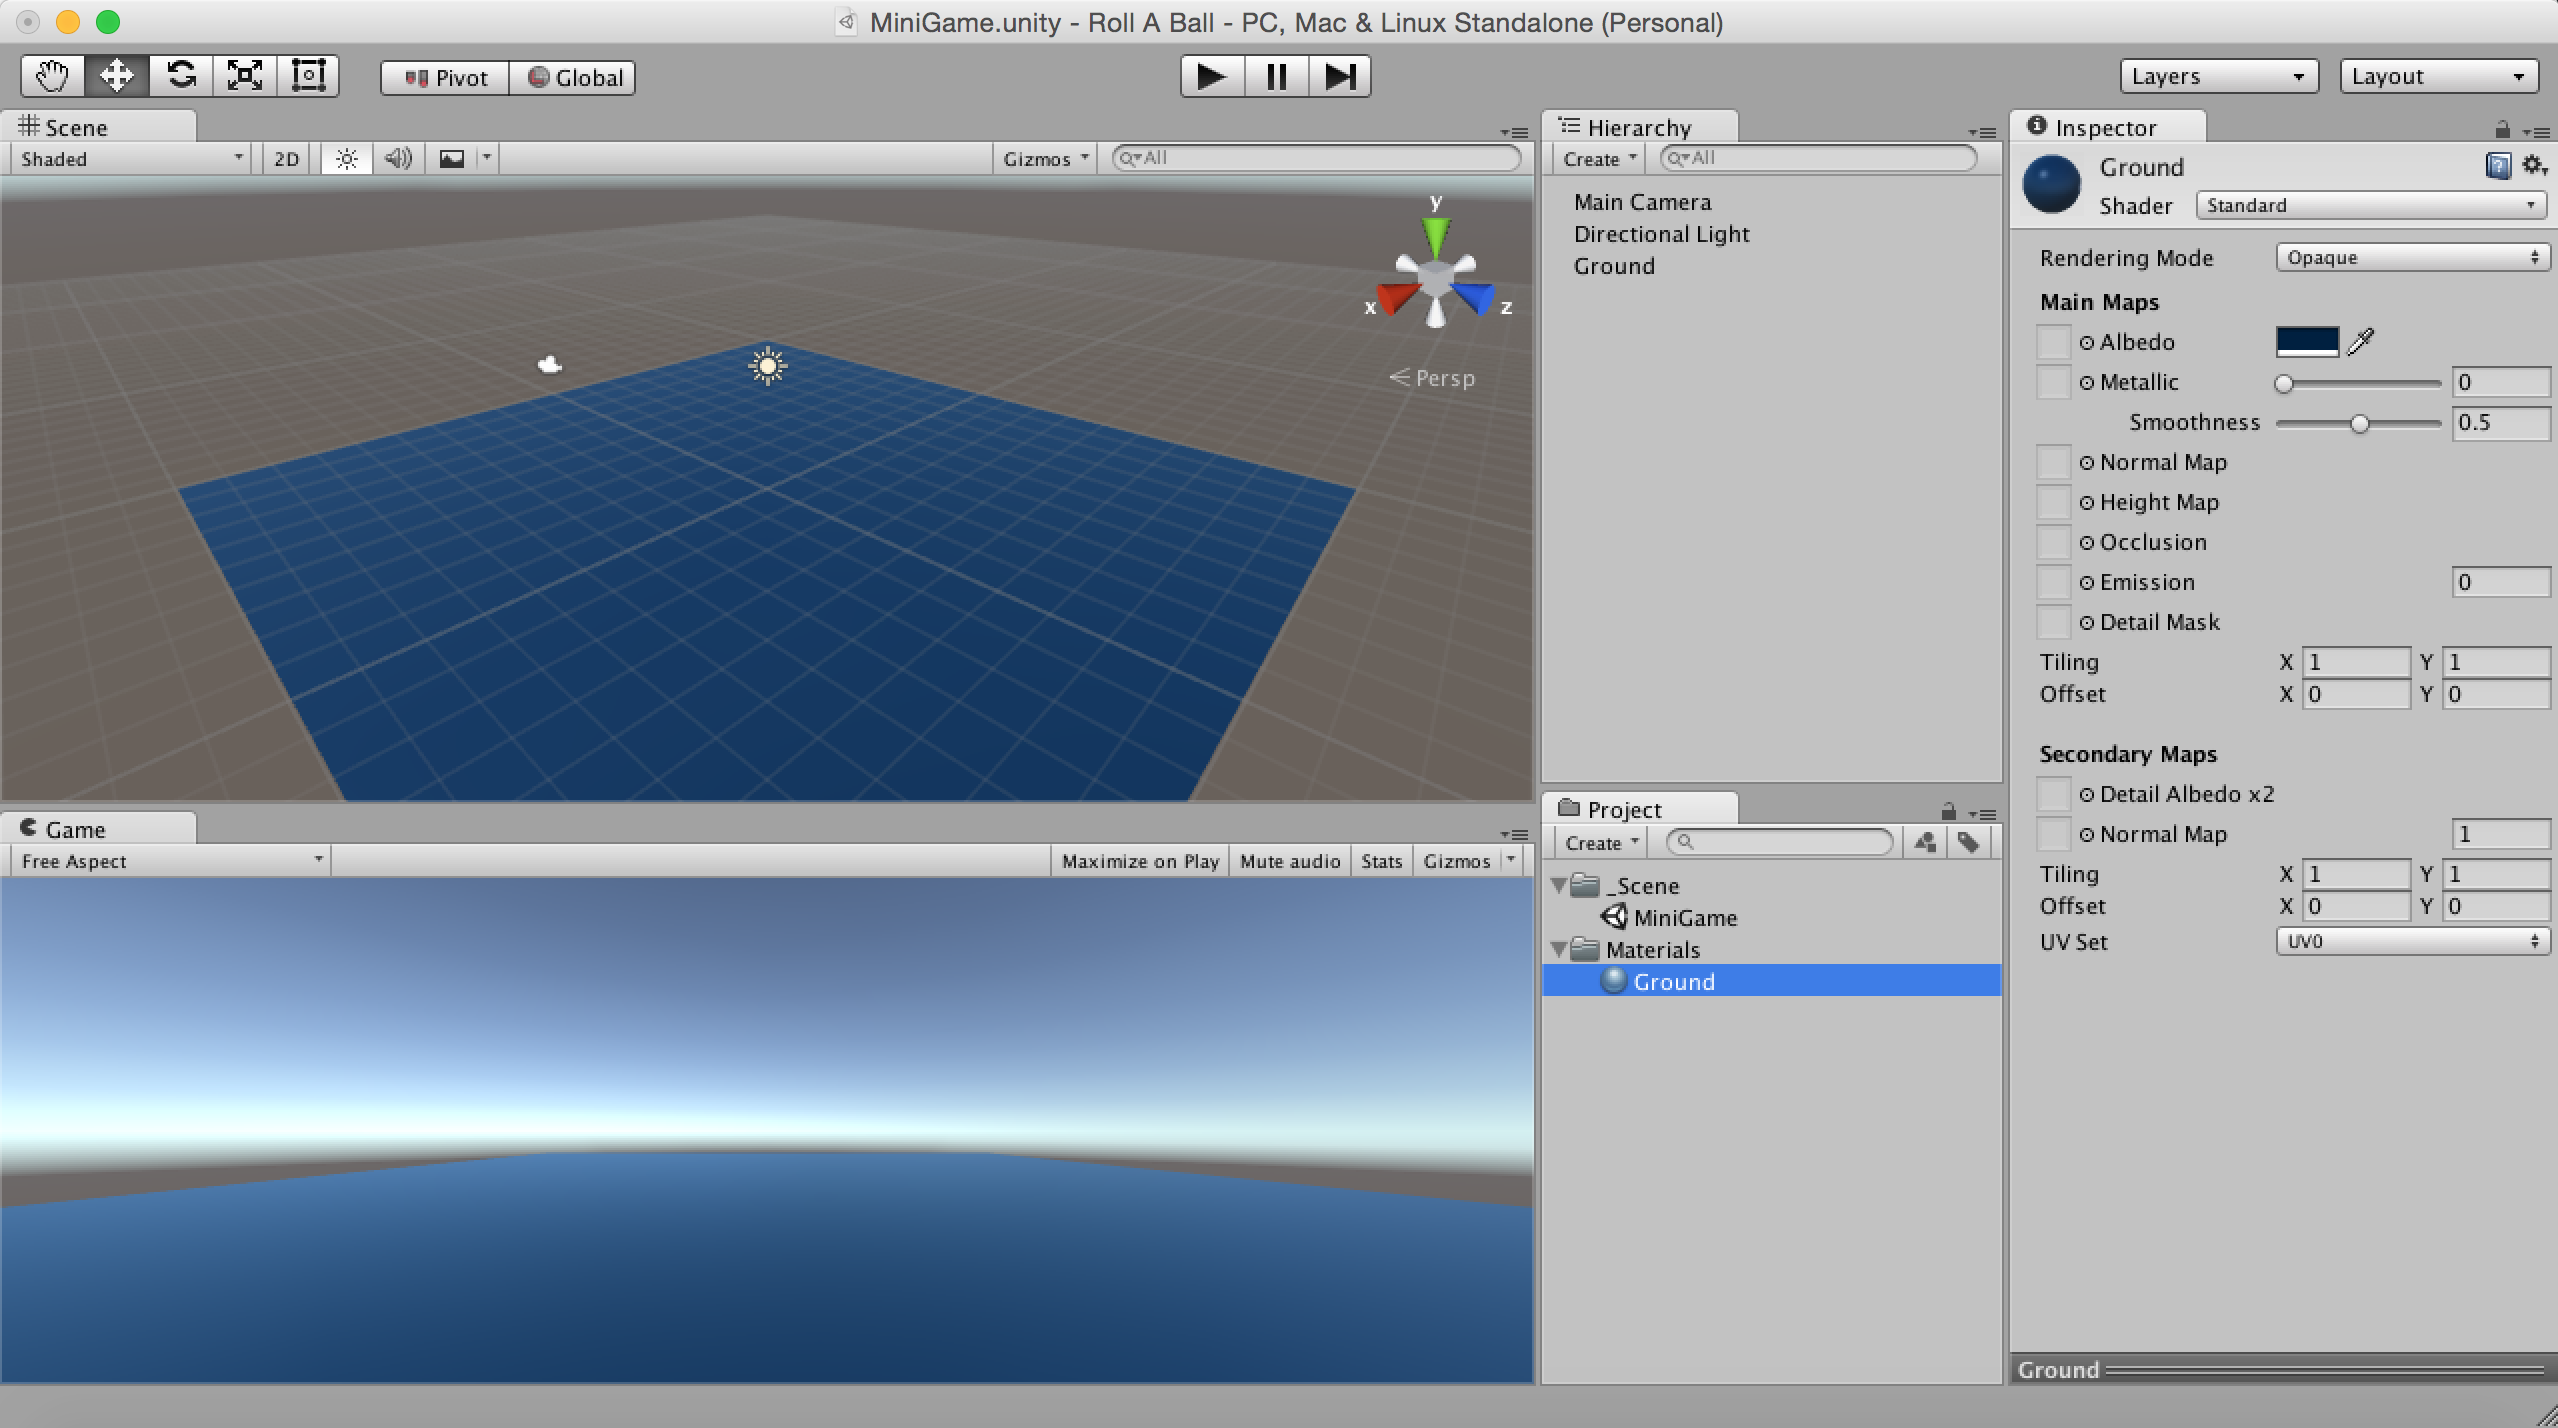 MiniGame.unity - Roll A Ball - PC, Mac & Linux Standalone (Personal)
Pivot Global Layers Layout
Scene
Shaded 2D Gizmos All
y
x z
Persp
Game
Free Aspect Maximize on Play Mute audio Stats Gizmos
Hierarchy
Create All
Main Camera
Directional Light
Ground
Project
Create
_Scene
MiniGame
Materials
Ground
Inspector
Ground
Shader Standard
Rendering Mode Opaque
Main Maps
Albedo
Metallic 0
Smoothness 0.5
Normal Map
Height Map
Occlusion
Emission 0
Detail Mask
Tiling X 1 Y 1
Offset X 0 Y 0
Secondary Maps
Detail Albedo x2
Normal Map 1
Tiling X 1 Y 1
Offset X 0 Y 0
UV Set UV0
Ground